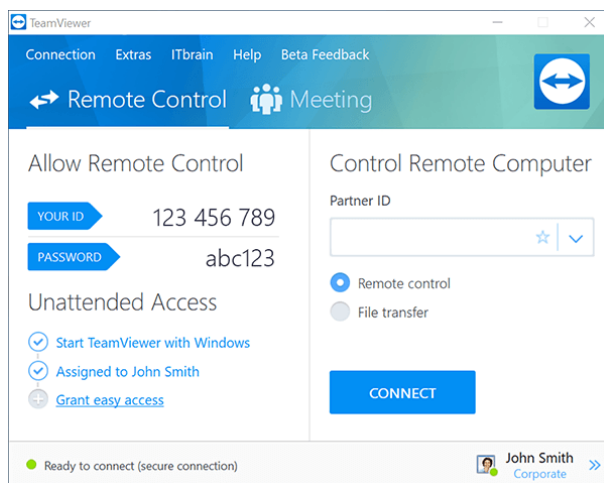 TeamViewer
Connection Extras ITbrain Help Beta Feedback
Remote Control Meeting
Allow Remote Control
YOUR ID 123 456 789
PASSWORD abc123
Unattended Access
Start TeamViewer with Windows
Assigned to John Smith
Grant easy access
Control Remote Computer
Partner ID
Remote control
File transfer
CONNECT
Ready to connect (secure connection)
John Smith
Corporate